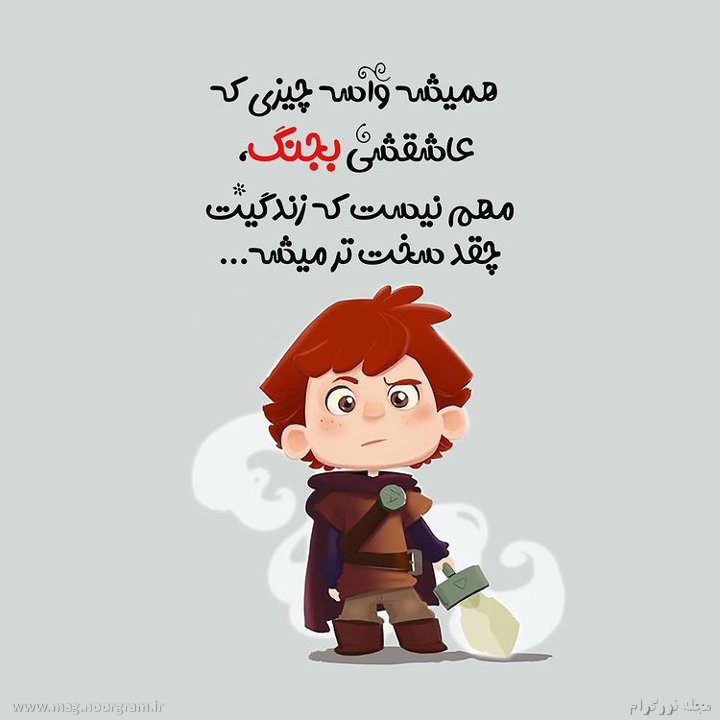 همیشه واسه چیزی که
عاشقشی بجنگ،
مهم نیست که زندگیت
چقد سخت تر میشه...
www.mag.noorgram.ir
مجله نورگرام